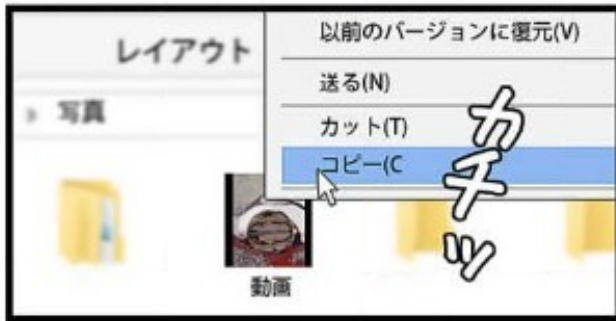 レイアウト
> 写真
以前のバージョンに復元(V)
送る(N)
カット(T)
コピー(C
カチッ
動画